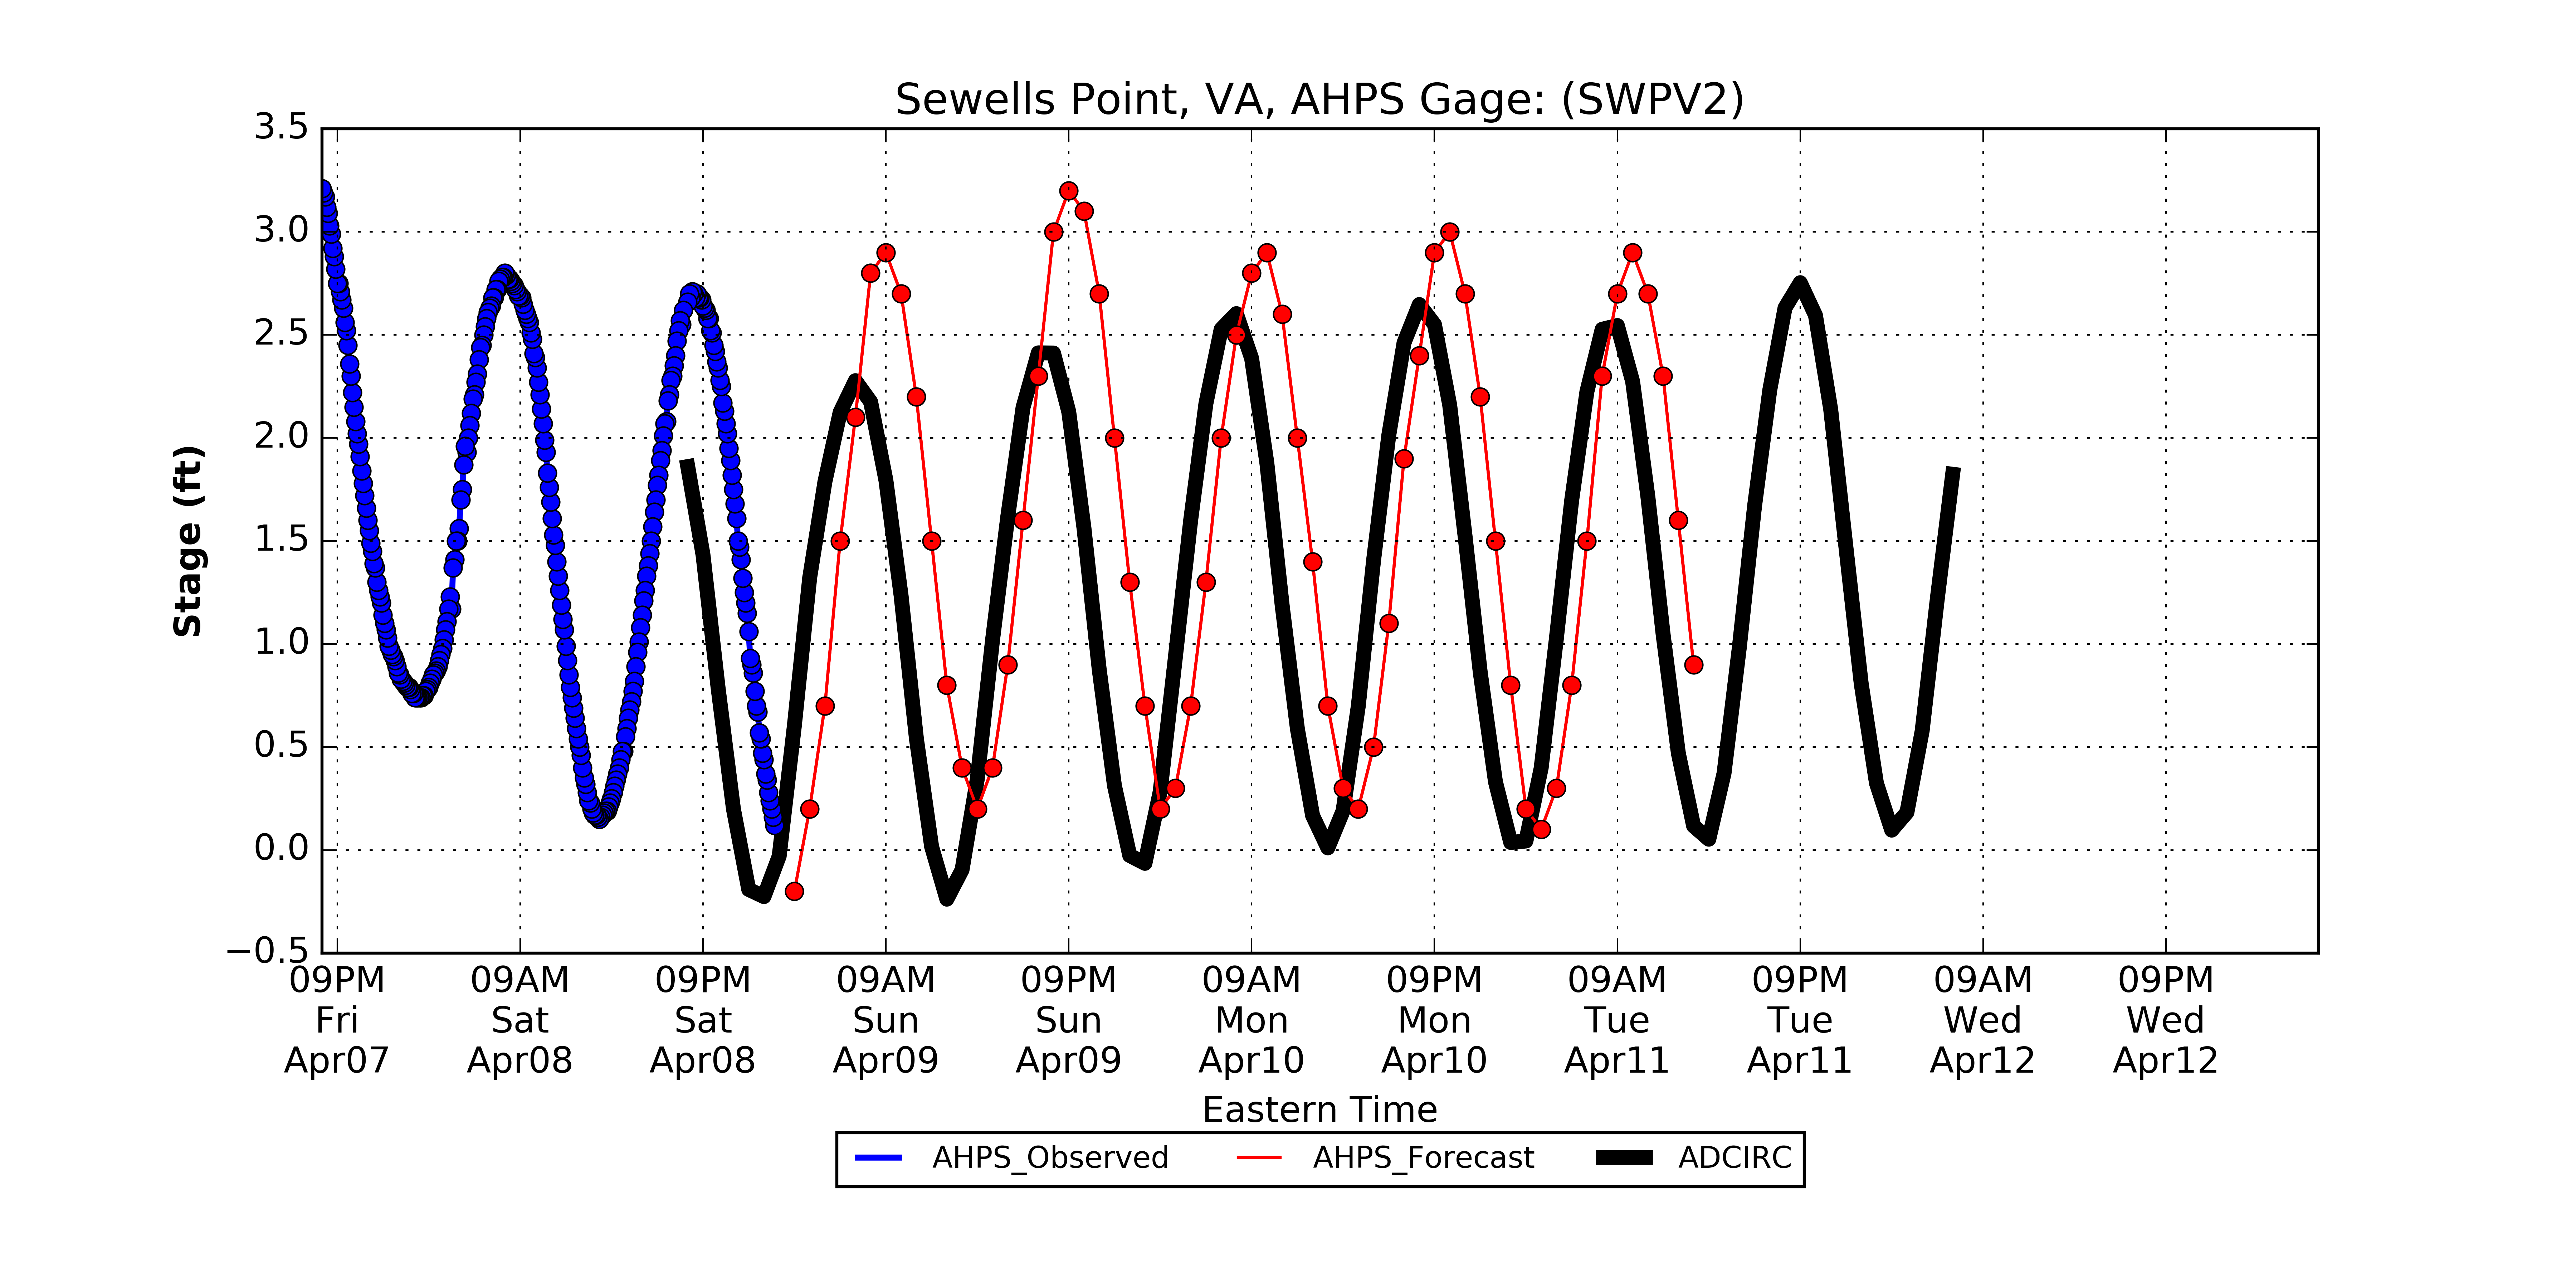 Sewells Point, VA, AHPS Gage: (SWPV2)
3.5
3.0
2.5
2.0
1.5
1.0
0.5
0.0
−0.5
Stage (ft)
09PM 09AM 09PM 09AM 09PM 09AM 09PM 09AM 09PM 09AM 09PM
Fri Sat Sat Sun Sun Mon Mon Tue Tue Wed Wed
Apr07 Apr08 Apr08 Apr09 Apr09 Apr10 Apr10 Apr11 Apr11 Apr12 Apr12
Eastern Time
AHPS_Observed AHPS_Forecast ADCIRC